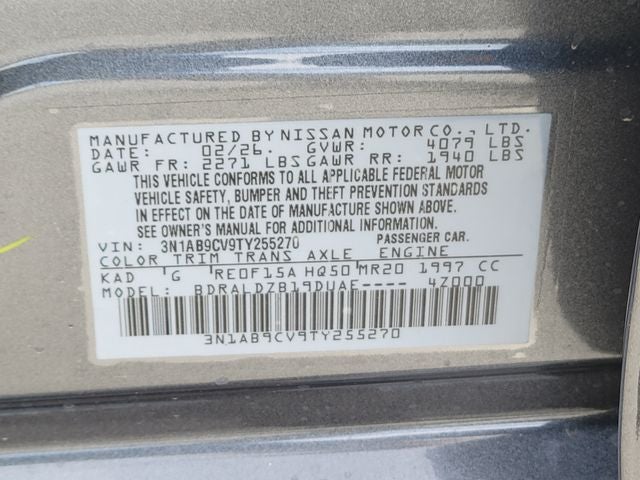 MANUFACTURED BY NISSAN MOTOR CO., LTD.
DATE: 02/26. GVWR: 4079 LBS
GAWR FR: 2271 LBS GAWR RR: 1940 LBS
THIS VEHICLE CONFORMS TO ALL APPLICABLE FEDERAL MOTOR
VEHICLE SAFETY, BUMPER AND THEFT PREVENTION STANDARDS
IN EFFECT ON THE DATE OF MANUFACTURE SHOWN ABOVE.
SEE OWNER'S MANUAL FOR ADDITIONAL INFORMATION.
VIN: 3N1AB9CV9TY255270 PASSENGER CAR.
COLOR TRIM TRANS AXLE ENGINE
KAD G RE0F15A HQ50 MR20 1997 CC
MODEL: BDRALDZB19DUAE---- 4Z000
3N1AB9CV9TY255270